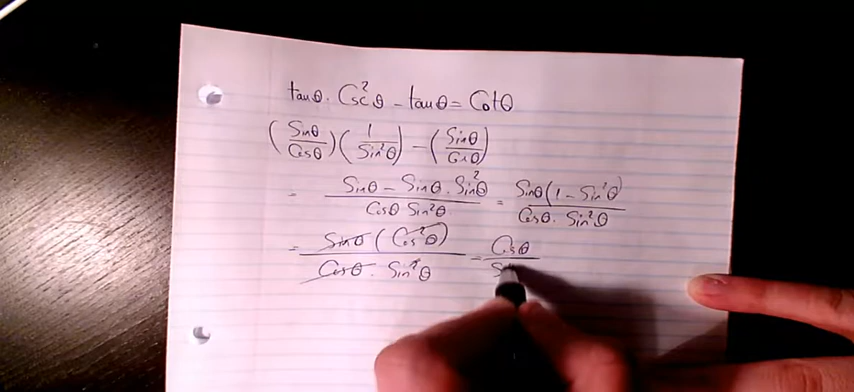 tanθ . Csc²θ - tanθ = Cotθ
(Sinθ/Cosθ)(1/Sin²θ) - (Sinθ/Cosθ)
= (Sinθ - Sinθ . Sin²θ)/(Cosθ Sin²θ) = Sinθ(1 - Sin²θ)/(Cosθ . Sin²θ)
= Sinθ (Cos²θ)/(Cosθ . Sin²θ) = Cosθ/S